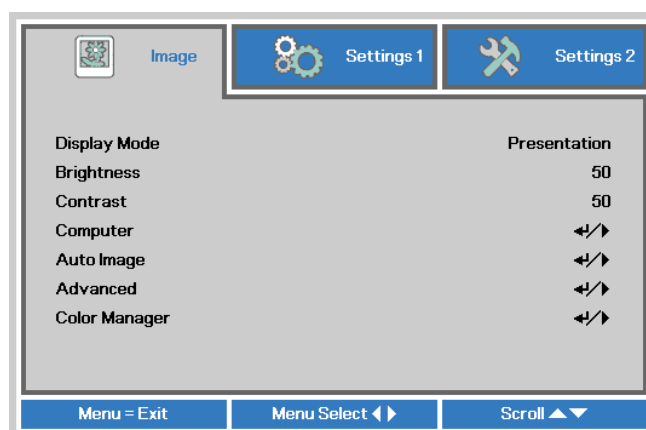 Image Settings 1 Settings 2
Display Mode Presentation
Brightness 50
Contrast 50
Computer ↵/▶
Auto Image ↵/▶
Advanced ↵/▶
Color Manager ↵/▶
Menu = Exit Menu Select ◀▶ Scroll ▲▼